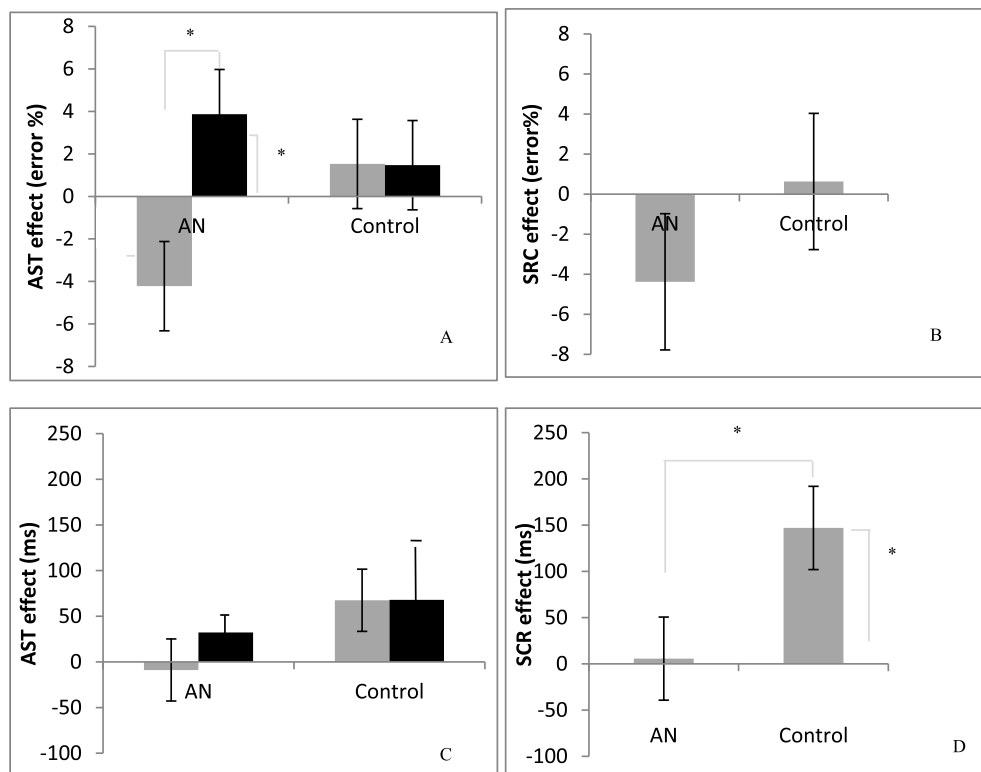 AST effect (error %)
8
6
4
2
0
-2
-4
-6
-8
*
*
AN
Control
A
SRC effect (error%)
8
6
4
2
0
-2
-4
-6
-8
AN
Control
B
AST effect (ms)
250
200
150
100
50
0
-50
-100
AN
Control
C
SCR effect (ms)
250
200
150
100
50
0
-50
-100
*
*
AN
Control
D